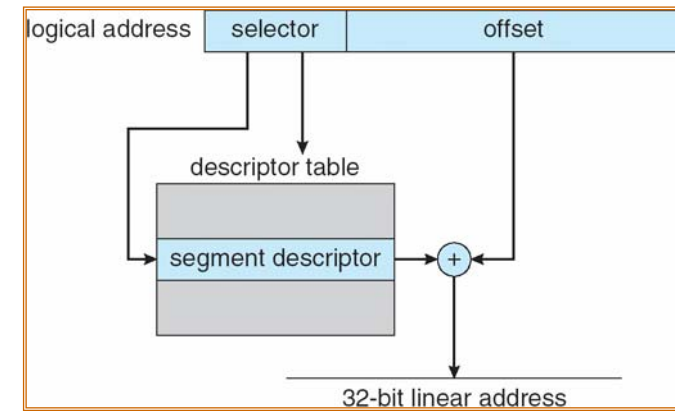 logical address selector offset
descriptor table
segment descriptor +
32-bit linear address